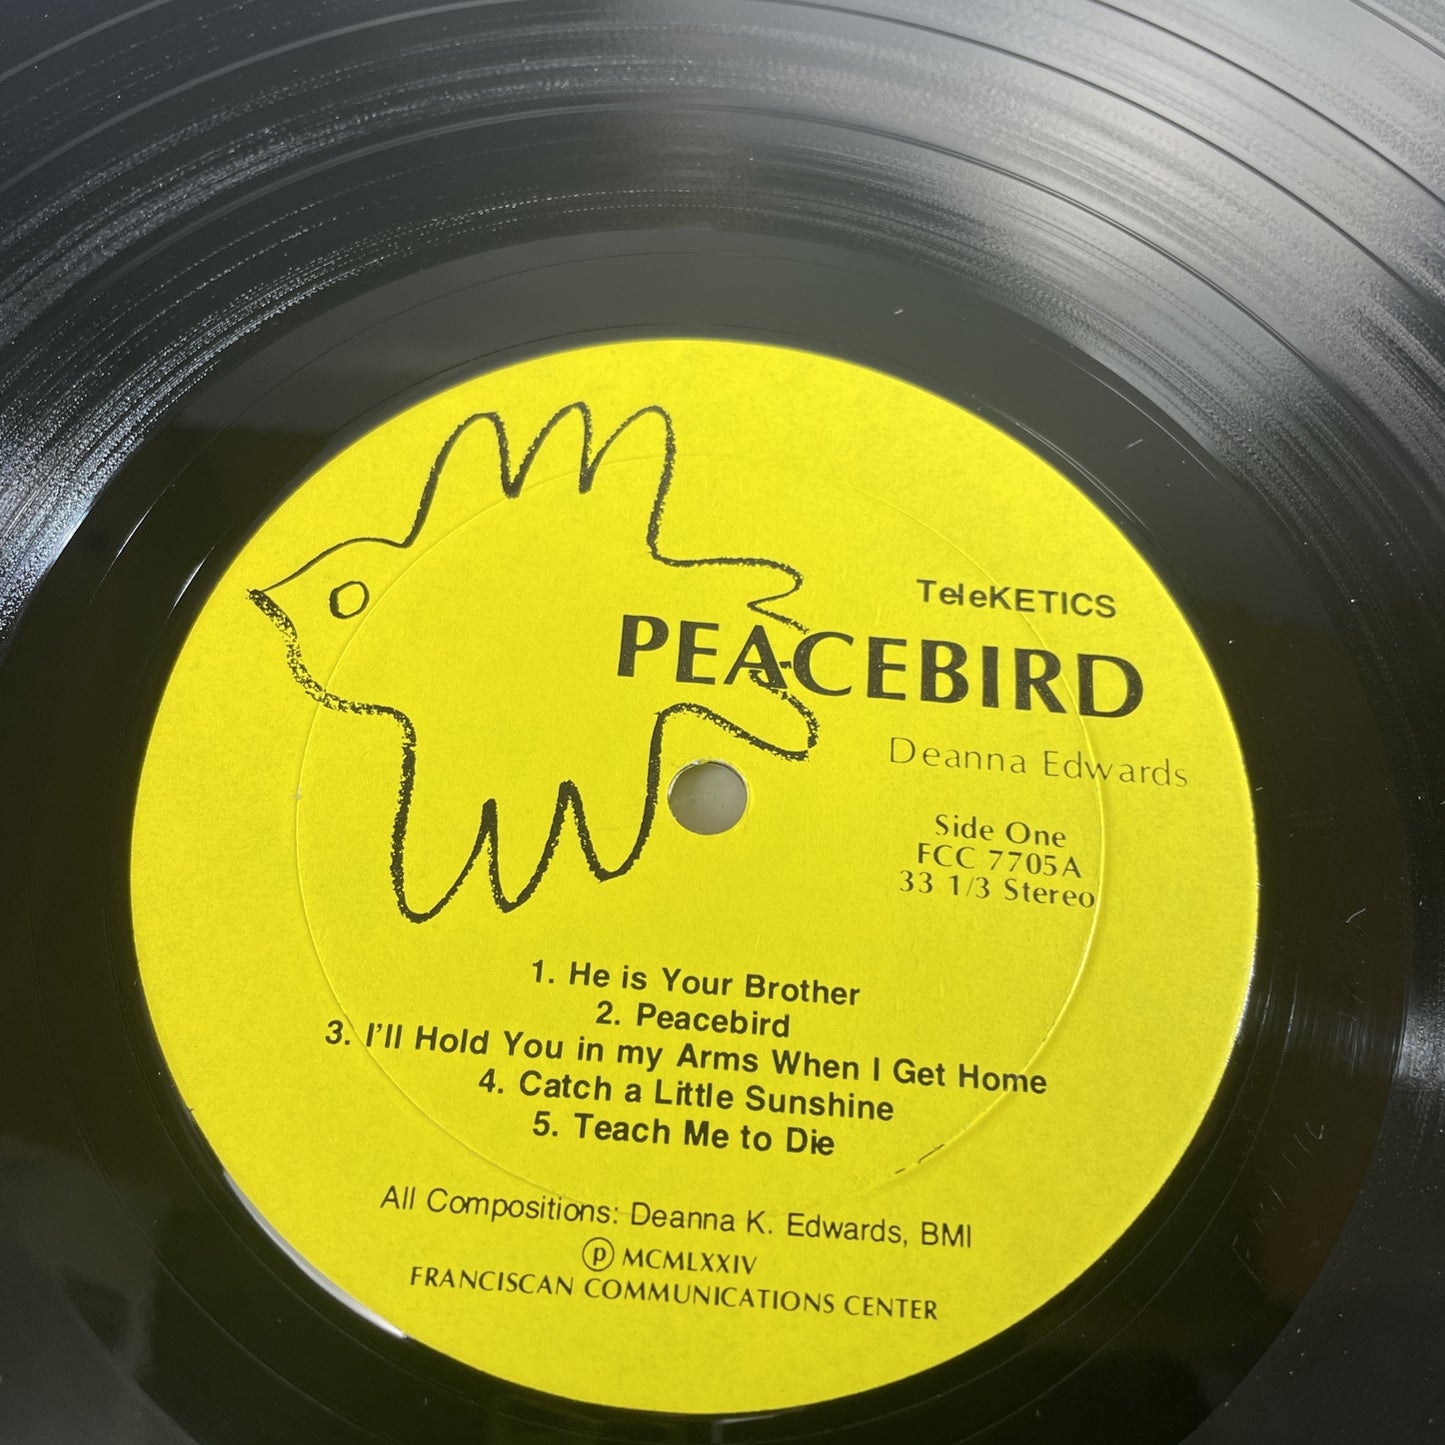 TeleKETICS
PEACEBIRD
Deanna Edwards
Side One
FCC 7705A
33 1/3 Stereo
1. He is Your Brother
2. Peacebird
3. I'll Hold You in my Arms When I Get Home
4. Catch a Little Sunshine
5. Teach Me to Die
All Compositions: Deanna K. Edwards, BMI
Ⓟ MCMLXXIV
FRANCISCAN COMMUNICATIONS CENTER